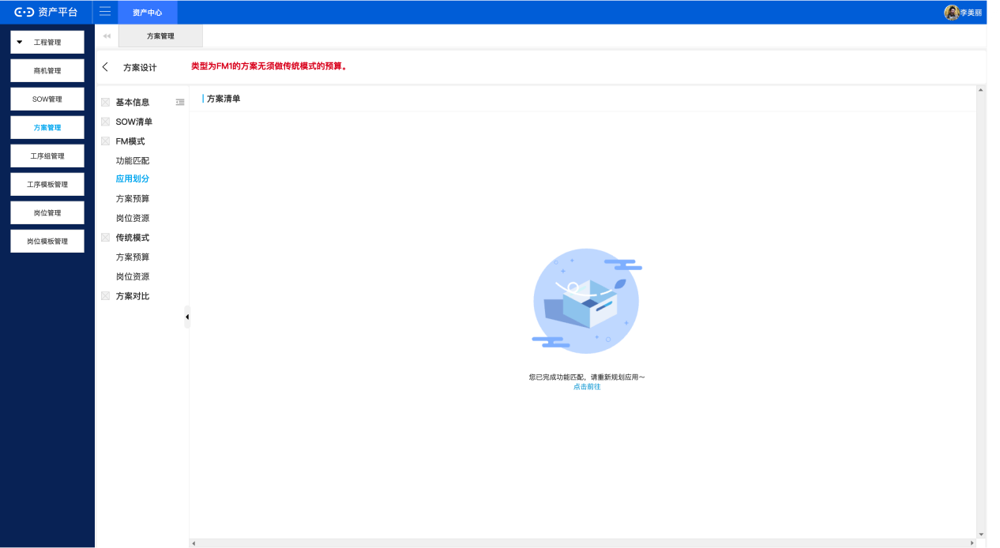 资产平台
资产中心
李美丽
工程管理
商机管理
SOW管理
方案管理
工序组管理
工序模板管理
岗位管理
岗位模板管理
方案管理
方案设计
类型为FM1的方案无须做传统模式的预算。
基本信息
SOW清单
FM模式
功能匹配
应用划分
方案预算
岗位资源
传统模式
方案预算
岗位资源
方案对比
方案清单
您已完成功能匹配，请重新规划应用～
点击前往